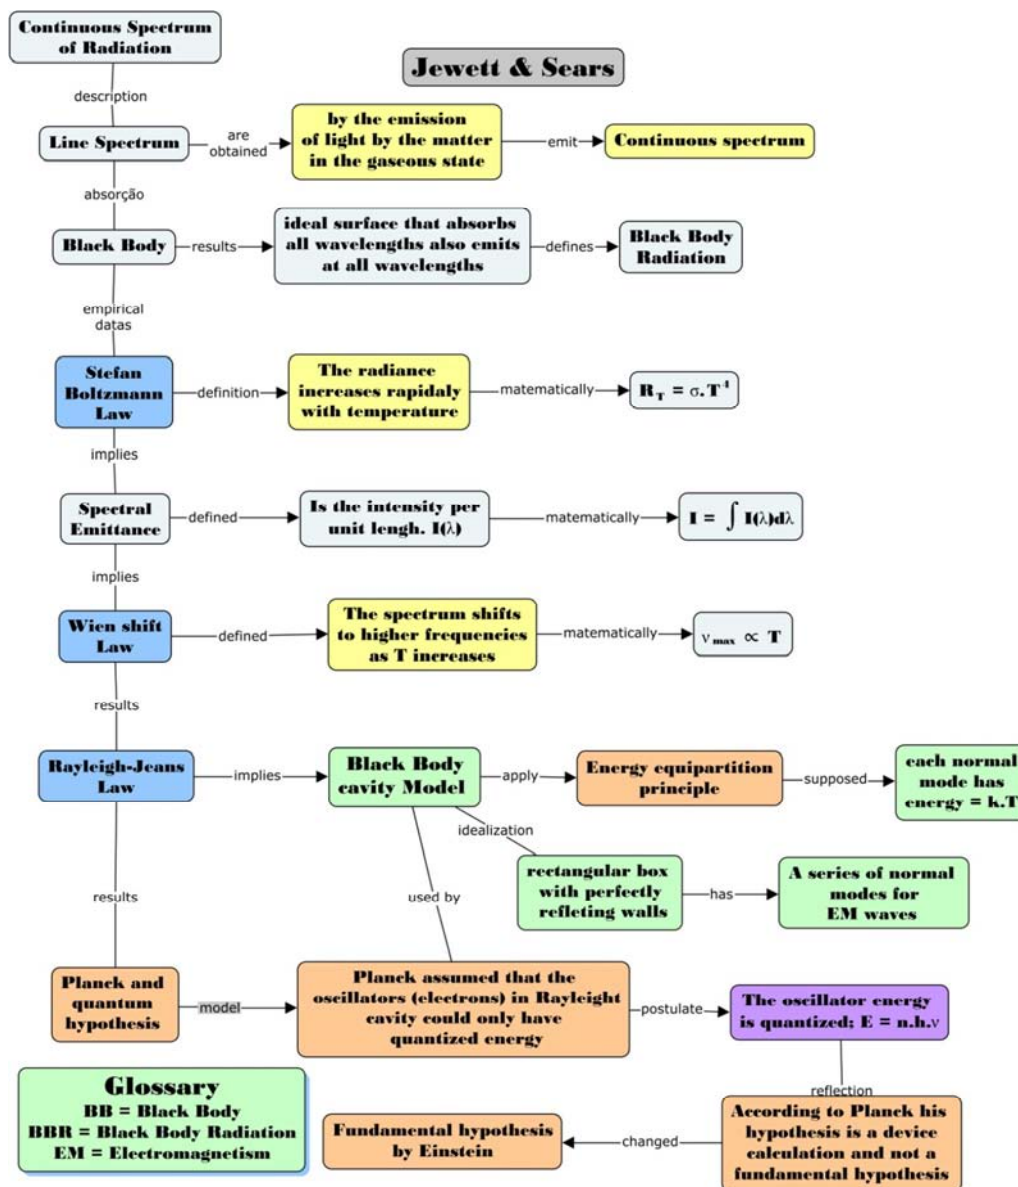 Continuous Spectrum
of Radiation
Jewett & Sears
description
Line Spectrum
are
obtained
by the emission
of light by the matter
in the gaseous state
emit
Continuous spectrum
absorção
Black Body
results
ideal surface that absorbs
all wavelengths also emits
at all wavelengths
defines
Black Body
Radiation
empirical
datas
Stefan
Boltzmann
Law
definition
The radiance
increases rapidaly
with temperature
matematically
R_T = σ.T⁴
implies
Spectral
Emittance
defined
Is the intensity per
unit lengh. I(λ)
matematically
I = ∫ I(λ)dλ
implies
Wien shift
Law
defined
The spectrum shifts
to higher frequencies
as T increases
matematically
ν max ∝ T
results
Rayleigh-Jeans
Law
implies
Black Body
cavity Model
apply
Energy equipartition
principle
supposed
each normal
mode has
energy = k.T
idealization
rectangular box
with perfectly
refleting walls
has
A series of normal
modes for
EM waves
results
used by
Planck and
quantum
hypothesis
model
Planck assumed that the
oscillators (electrons) in Rayleight
cavity could only have
quantized energy
postulate
The oscillator energy
is quantized; E = n.h.ν
reflection
According to Planck his
hypothesis is a device
calculation and not a
fundamental hypothesis
changed
Fundamental hypothesis
by Einstein
Glossary
BB = Black Body
BBR = Black Body Radiation
EM = Electromagnetism